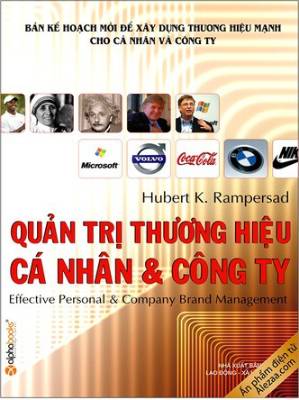 BẢN KẾ HOẠCH MỚI ĐỂ XÂY DỰNG THƯƠNG HIỆU MẠNH
CHO CÁ NHÂN VÀ CÔNG TY
Microsoft
VOLVO
Coca-Cola
BMW
NIKE
Hubert K. Rampersad
QUẢN TRỊ THƯƠNG HIỆU
CÁ NHÂN & CÔNG TY
Effective Personal & Company Brand Management
alphabooks
NHÀ XUẤT BẢN
LAO ĐỘNG - XÃ
Ấn phẩm điện tử
Alezaa.com